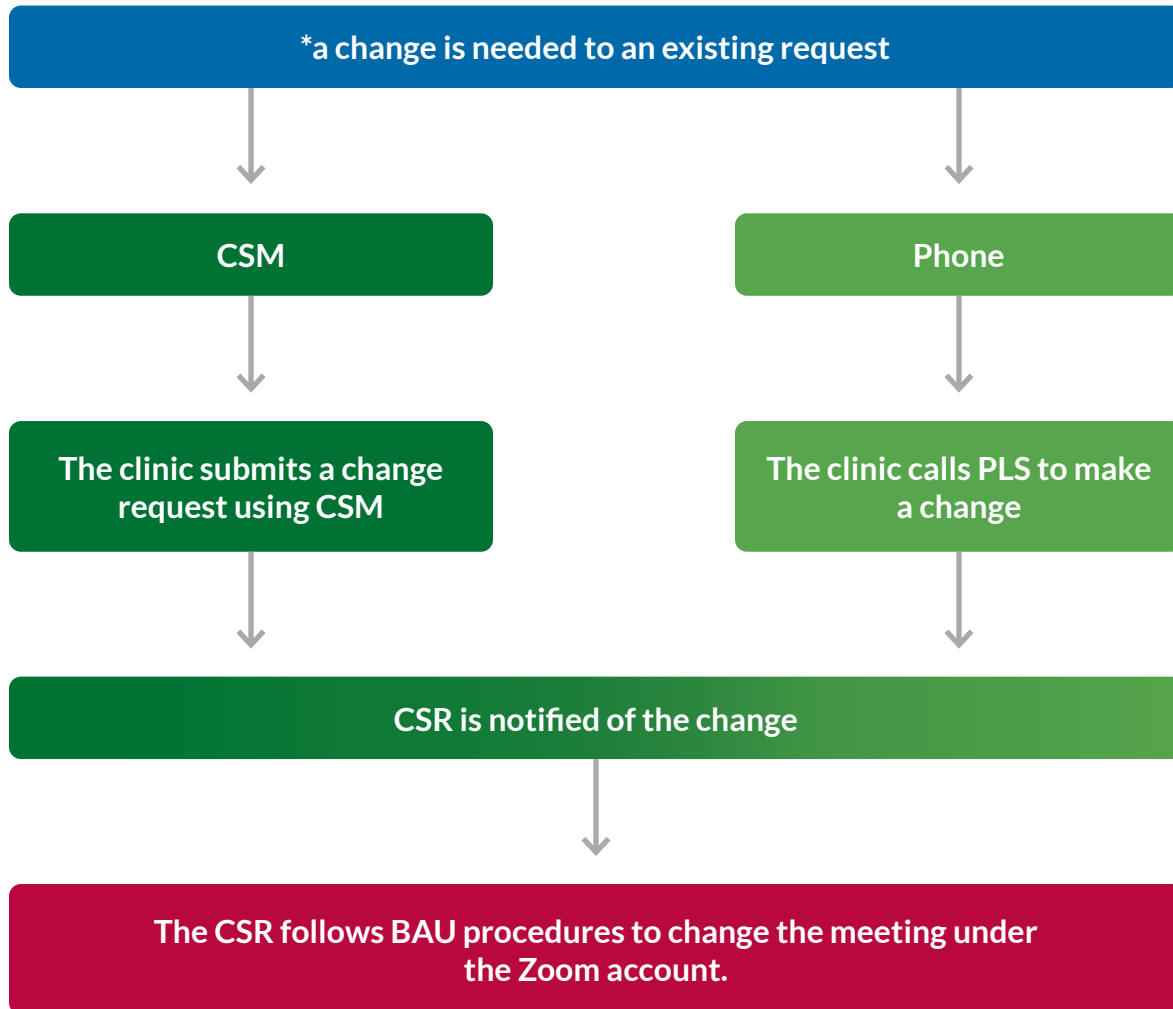 *a change is needed to an existing request
CSM
Phone
The clinic submits a change
request using CSM
The clinic calls PLS to make
a change
CSR is notified of the change
The CSR follows BAU procedures to change the meeting under
the Zoom account.